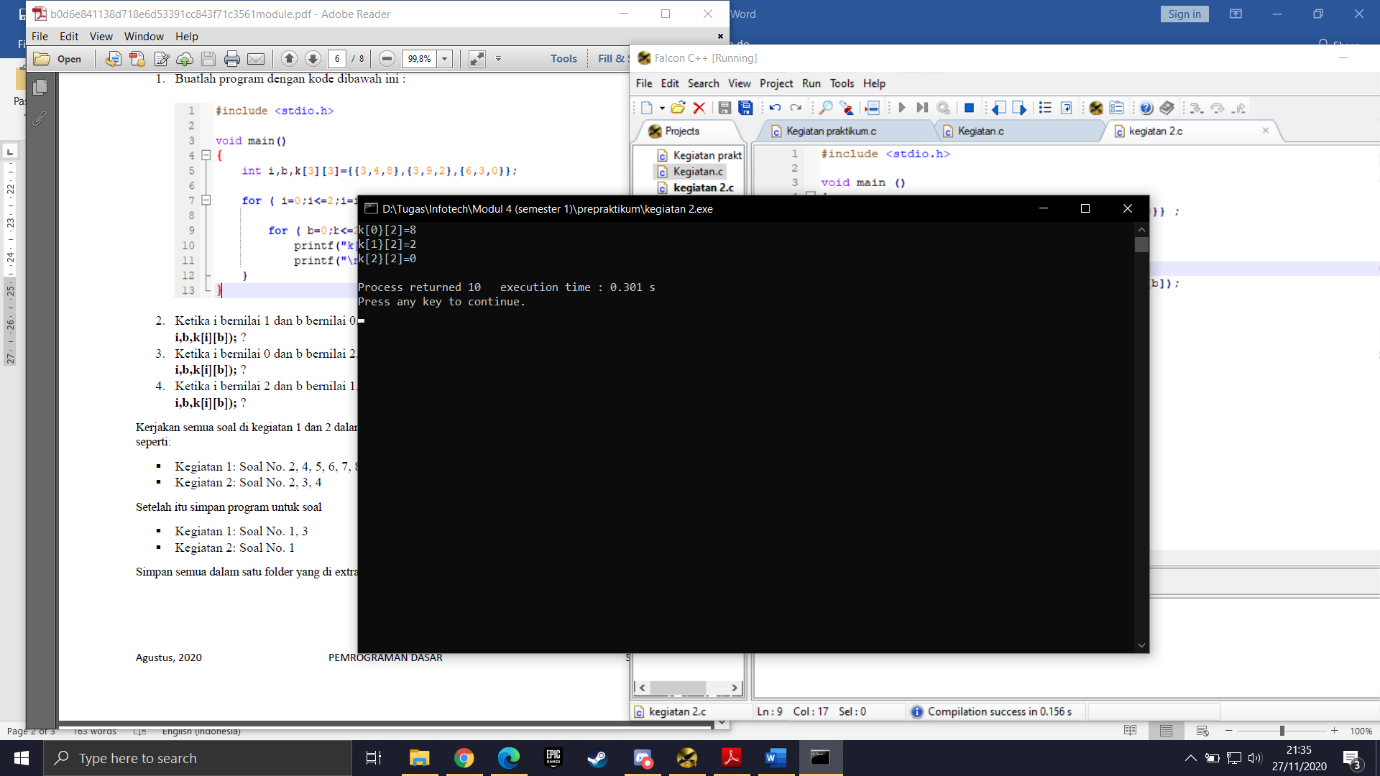 b0d6e841138d718e6d53391cc843f71c3561module.pdf - Adobe Reader
Word
Sign in
File Edit View Window Help
Open
6 / 8
99,8%
Tools
Fill &
1. Buatlah program dengan kode dibawah ini :
1 #include <stdio.h>
2
3 void main()
4 {
5 int i,b,k[3][3]={{3,4,8},{3,9,2},{6,3,0}};
6
7 for ( i=0;i<=2;i=i
8
9 for ( b=0;b<=
10 printf("k
11 printf("\n
12 }
13 }
2. Ketika i bernilai 1 dan b bernilai 0
i,b,k[i][b]); ?
3. Ketika i bernilai 0 dan b bernilai 2,
i,b,k[i][b]); ?
4. Ketika i bernilai 2 dan b bernilai 1,
i,b,k[i][b]); ?
Kerjakan semua soal di kegiatan 1 dan 2 dalam
seperti:
▪ Kegiatan 1: Soal No. 2, 4, 5, 6, 7, 8
▪ Kegiatan 2: Soal No. 2, 3, 4
Setelah itu simpan program untuk soal
▪ Kegiatan 1: Soal No. 1, 3
▪ Kegiatan 2: Soal No. 1
Simpan semua dalam satu folder yang di extra
Agustus, 2020
PEMROGRAMAN DASAR
5
Falcon C++ [Running]
File Edit Search View Project Run Tools Help
Projects
Kegiatan praktikum.c
Kegiatan.c
kegiatan 2.c
Kegiatan prakt
Kegiatan.c
kegiatan 2.c
1 #include <stdio.h>
2
3 void main ()
}} ;
[b]);
D:\Tugas\Infotech\Modul 4 (semester 1)\prepraktikum\kegiatan 2.exe
k[0}[2]=8
k[1}[2]=2
k[2}[2]=0
Process returned 10 execution time : 0.301 s
Press any key to continue.
kegiatan 2.c
Ln : 9 Col : 17 Sel : 0
Compilation success in 0.156 s
Page 2 of 3
163 words
English (Indonesia)
100%
Type here to search
21:35
27/11/2020
3